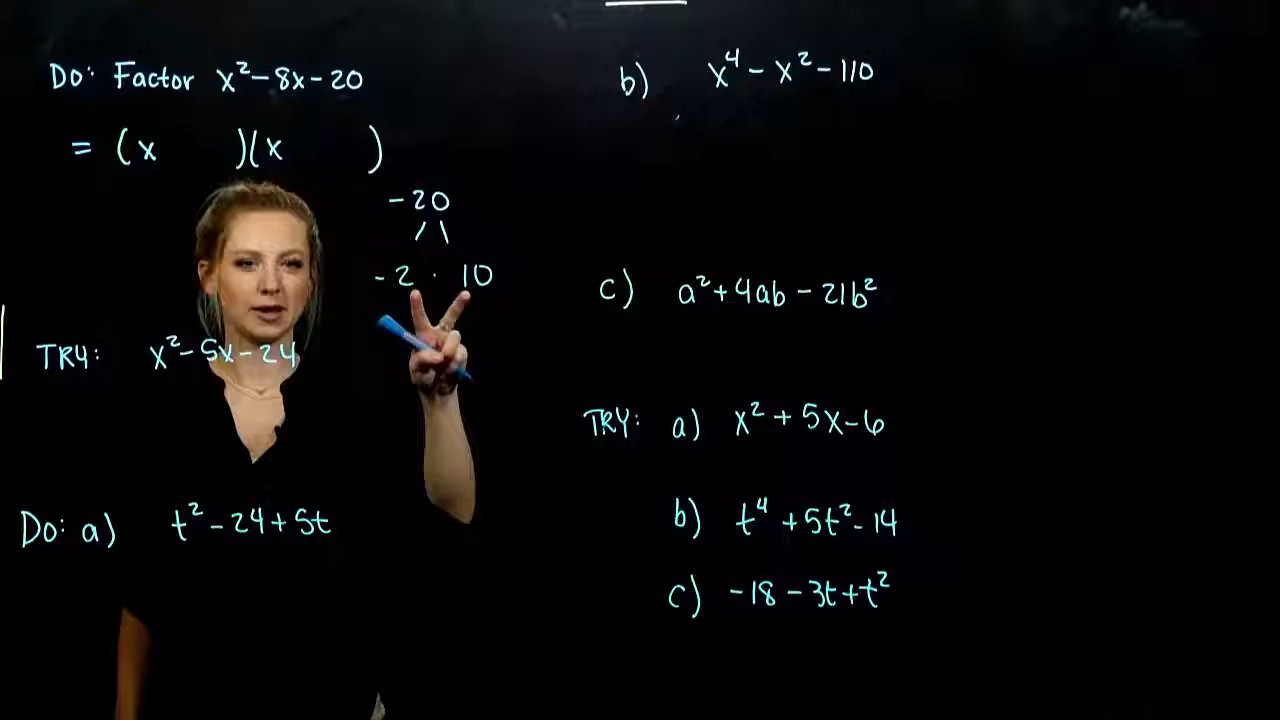 Do: Factor x²-8x-20
= (x )(x )
-20
-2 · 10
TRY: x²-5x-24
Do: a) t²-24+5t
b) x⁴-x²-110
c) a²+4ab-21b²
TRY: a) x²+5x-6
b) t⁴+5t²-14
c) -18-3t+t²